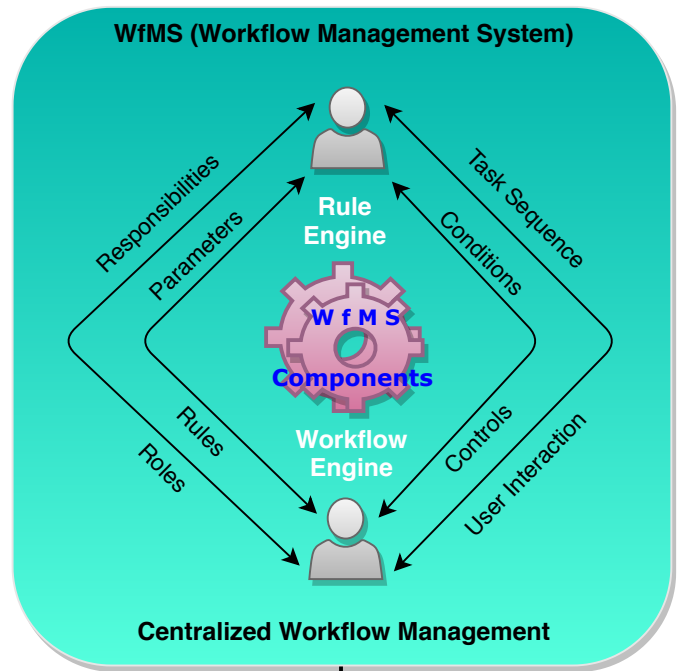 WfMS (Workflow Management System)
Responsibilities
Parameters
Task Sequence
Conditions
Rule
Engine
W f M S
Components
Workflow
Engine
Rules
Roles
Controls
User Interaction
Centralized Workflow Management